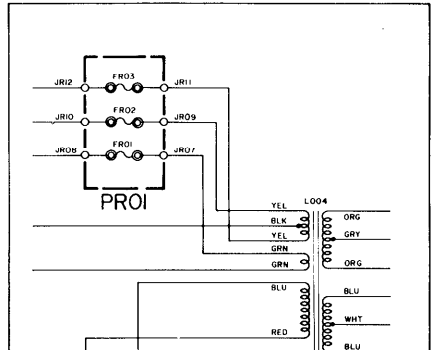 FR03
JR12 JR11
FR02
JR10 JR09
FR01
JR08 JR07
PR01
L004
YEL ORG
BLK
YEL GRY
GRN
GRN ORG
BLU BLU
WHT
RED
BLU